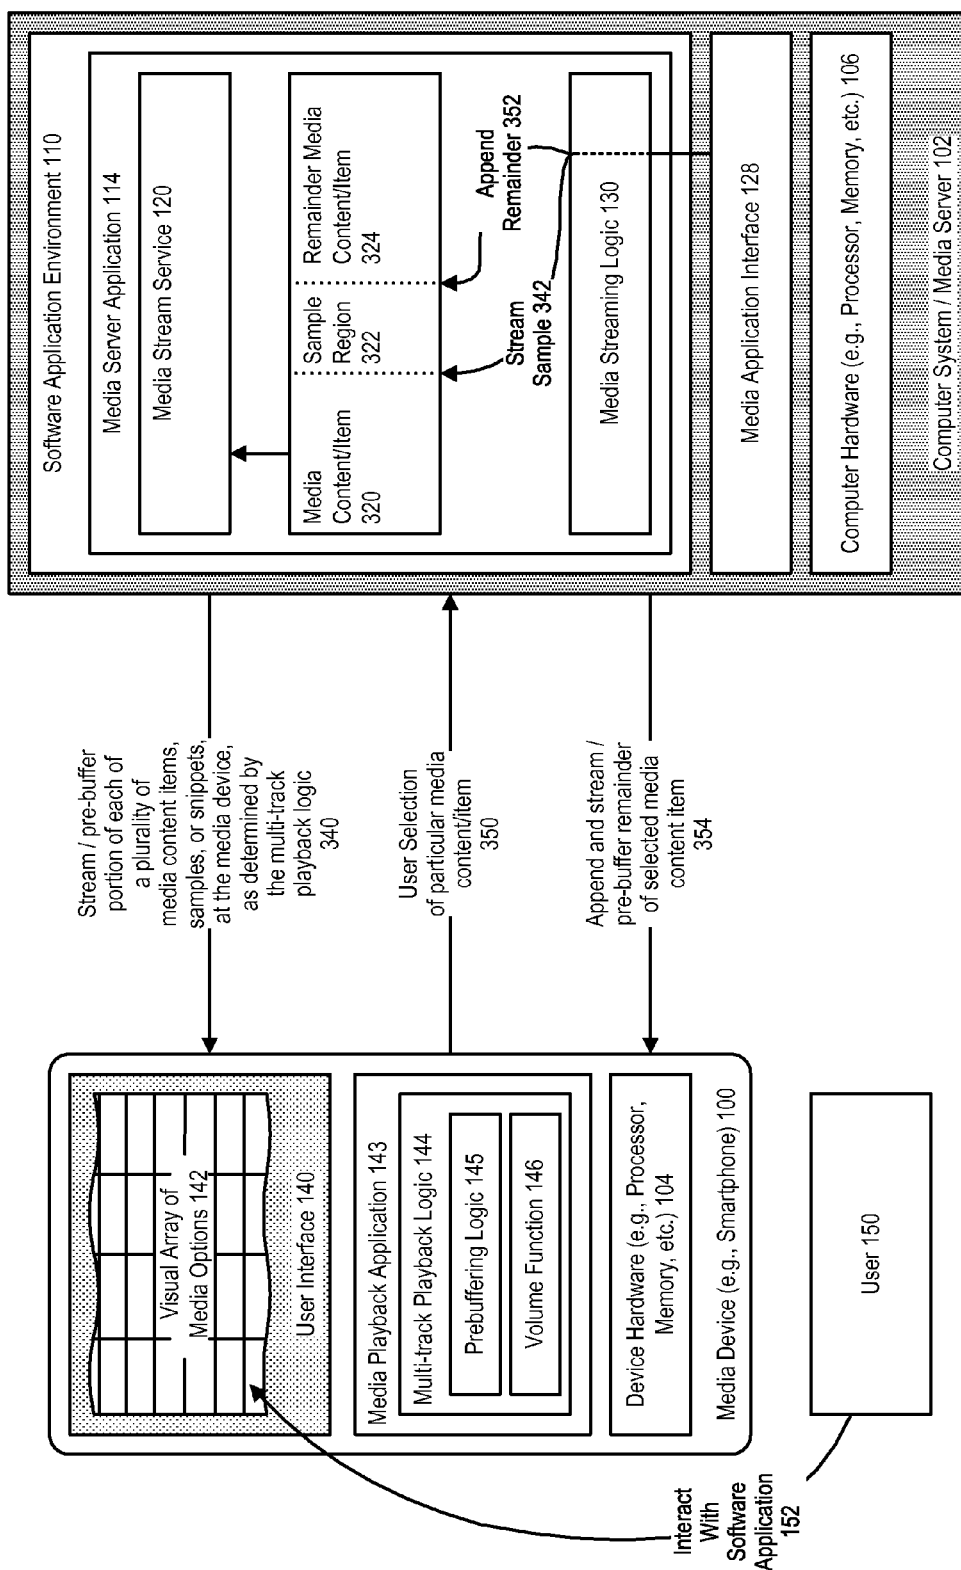 Visual Array of
Media Options 142
User Interface 140
Media Playback Application 143
Multi-track Playback Logic 144
Prebuffering Logic 145
Volume Function 146
Device Hardware (e.g., Processor,
Memory, etc.) 104
Media Device (e.g., Smartphone) 100
User 150
Interact
With
Software
Application
152
Stream / pre-buffer
portion of each of
a plurality of
media content items,
samples, or snippets,
at the media device,
as determined by
the multi-track
playback logic
340
User Selection
of particular media
content/item
350
Append and stream /
pre-buffer remainder
of selected media
content item
354
Software Application Environment 110
Media Server Application 114
Media Stream Service 120
Media
Content/Item
320
Sample
Region
322
Remainder Media
Content/Item
324
Stream
Sample 342
Append
Remainder 352
Media Streaming Logic 130
Media Application Interface 128
Computer Hardware (e.g., Processor, Memory, etc.) 106
Computer System / Media Server 102